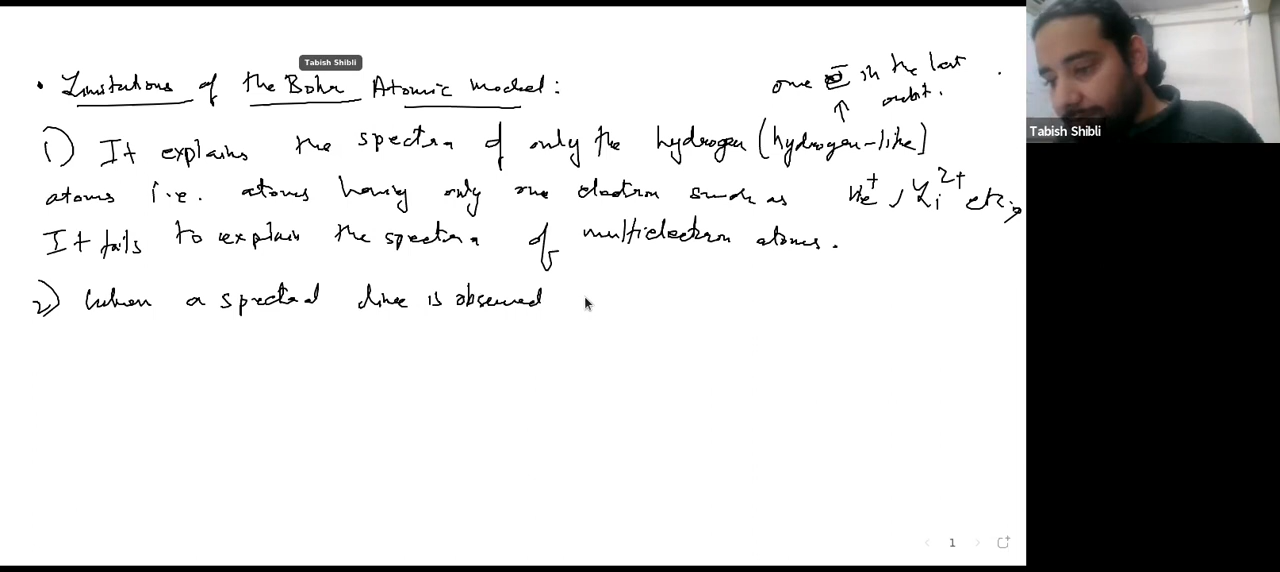 Tabish Shibli
• Limitations of the Bohr Atomic model:
one e̅ in the last
orbit.
1) It explains the spectra of only the hydrogen (hydrogen-like)
atoms i.e. atoms having only one electron such as He⁺, Li²⁺ etc.,
It fails to explain the spectra of multielectron atoms.
2) When a spectral line is observed
Tabish Shibli
1